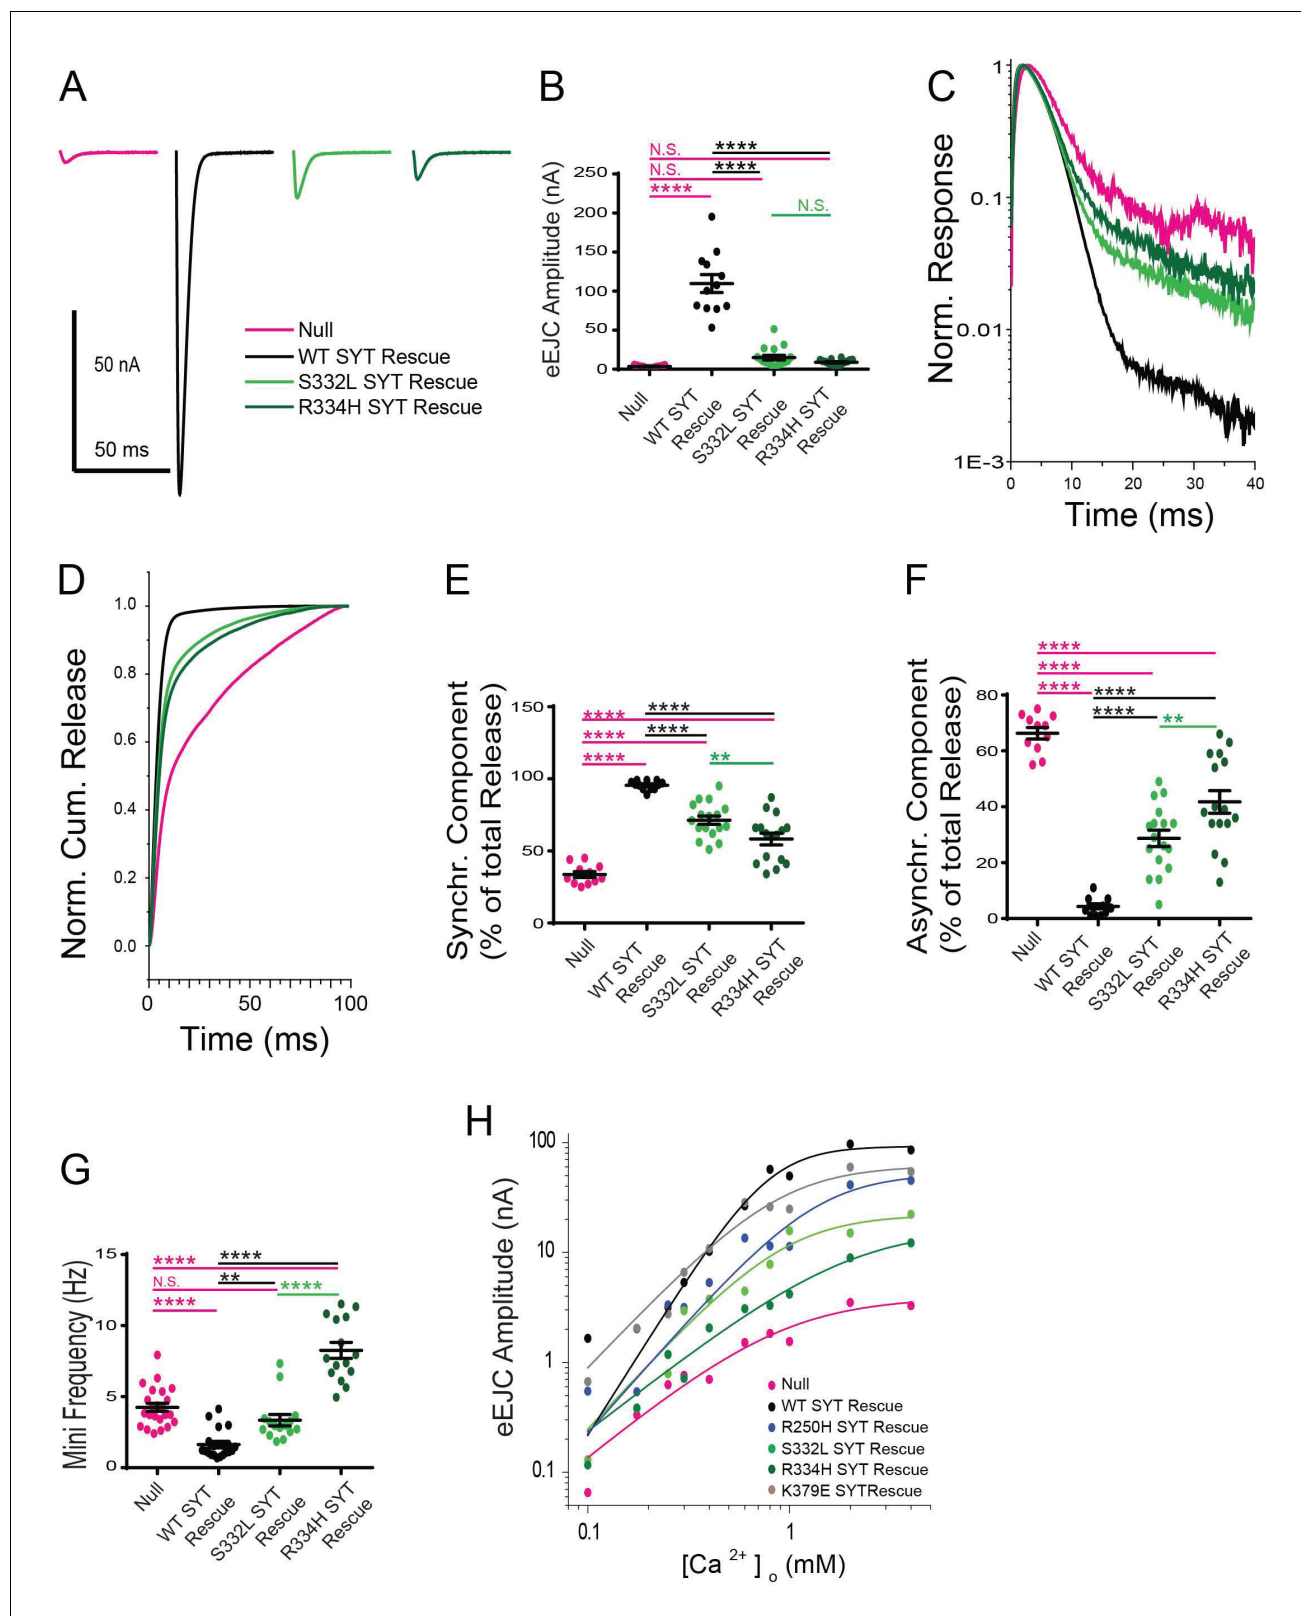 A
50 nA
50 ms
Null
WT SYT Rescue
S332L SYT Rescue
R334H SYT Rescue
B
eEJC Amplitude (nA)
N.S.
****
N.S.
****
****
N.S.
250
200
150
100
50
0
Null
WT SYT
Rescue
S332L SYT
Rescue
R334H SYT
Rescue
C
Norm. Response
1
0.1
0.01
1E-3
0
10
20
30
40
Time (ms)
D
Norm. Cum. Release
1.0
0.8
0.6
0.4
0.2
0.0
0
50
100
Time (ms)
E
Synchr. Component
(% of total Release)
****
****
****
****
****
**
150
100
50
0
Null
WT SYT
Rescue
S332L SYT
Rescue
R334H SYT
Rescue
F
Asynchr. Component
(% of total Release)
****
****
****
****
****
**
80
60
40
20
0
Null
WT SYT
Rescue
S332L SYT
Rescue
R334H SYT
Rescue
G
Mini Frequency (Hz)
****
****
N.S.
**
****
****
15
10
5
0
Null
WT SYT
Rescue
S332L SYT
Rescue
R334H SYT
Rescue
H
eEJC Amplitude (nA)
100
10
1
0.1
Null
WT SYT Rescue
R250H SYT Rescue
S332L SYT Rescue
R334H SYT Rescue
K379E SYTRescue
0.1
1
[Ca 2+ ] o (mM)